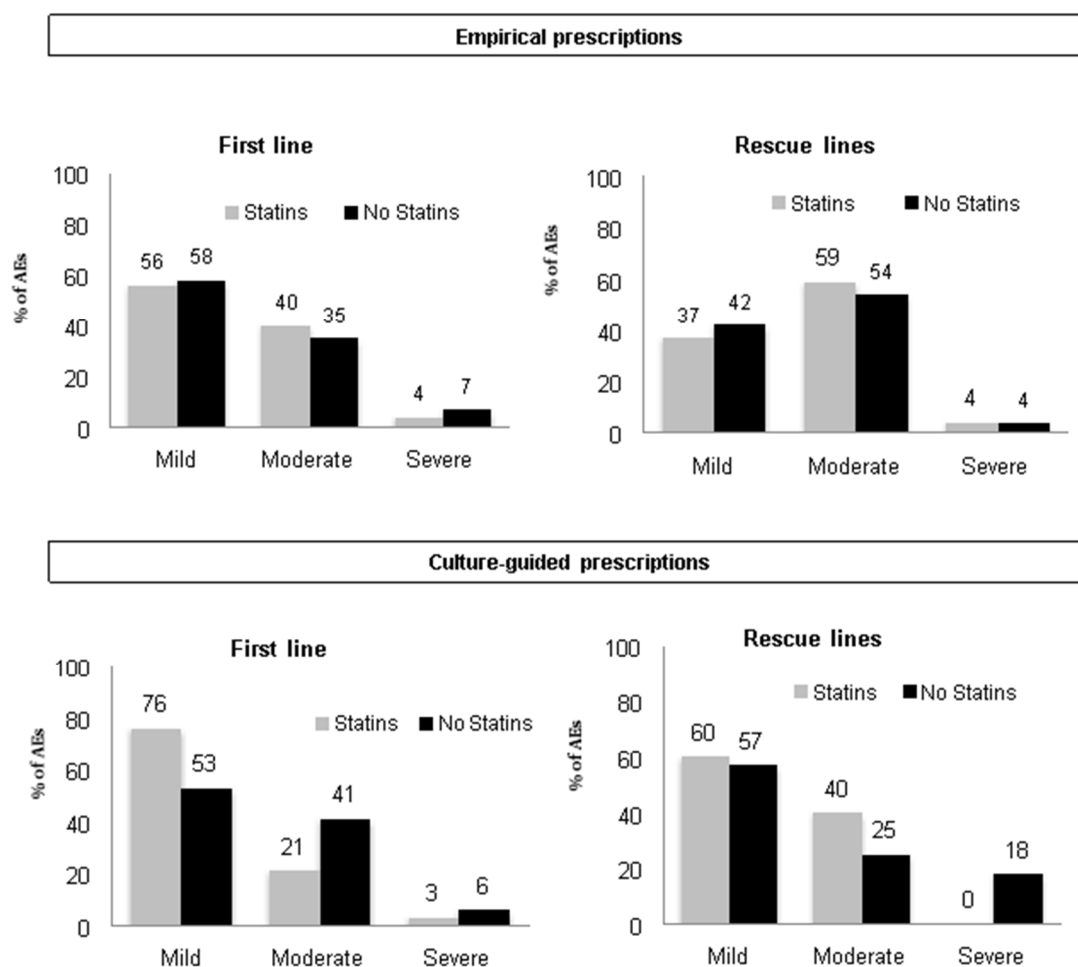 Empirical prescriptions
First line
100
80
60
40
20
0
% of AEs
Statins No Statins
56 58 40 35 4 7
Mild Moderate Severe
Rescue lines
100
80
60
40
20
0
% of AEs
Statins No Statins
37 42 59 54 4 4
Mild Moderate Severe
Culture-guided prescriptions
First line
100
80
60
40
20
0
% of AEs
Statins No Statins
76 53 21 41 3 6
Mild Moderate Severe
Rescue lines
100
80
60
40
20
0
% of AEs
Statins No Statins
60 57 40 25 0 18
Mild Moderate Severe